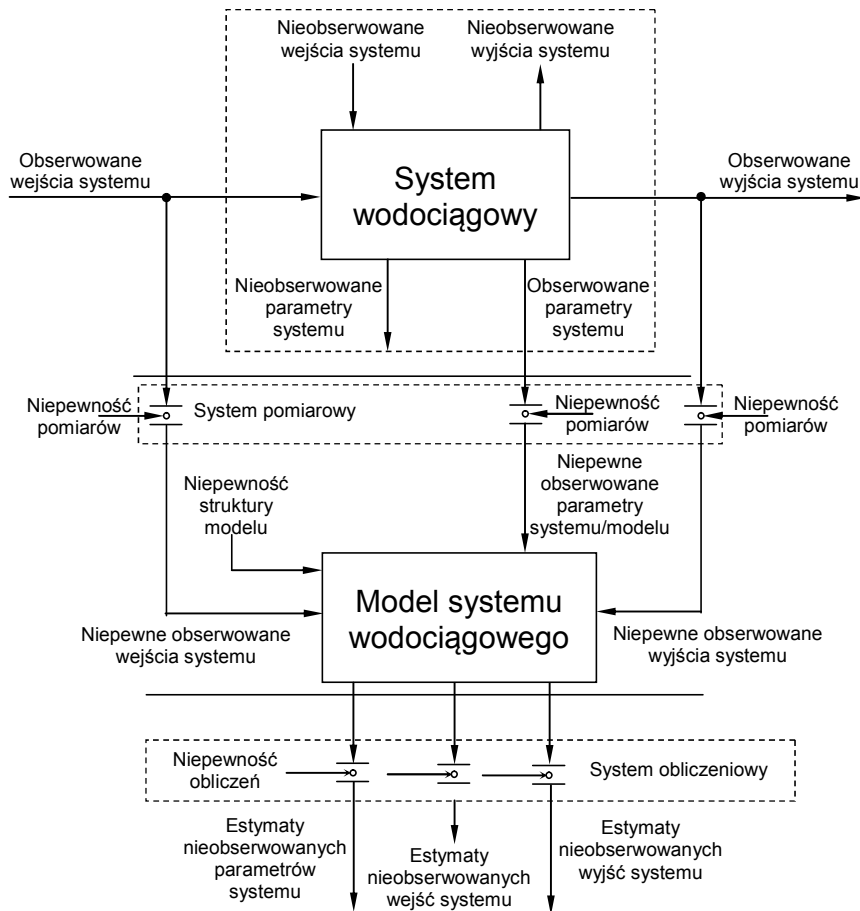 Nieobserwowane
wejścia systemu
Nieobserwowane
wyjścia systemu
Obserwowane
wejścia systemu
System
wodociągowy
Obserwowane
wyjścia systemu
Nieobserwowane
parametry
systemu
Obserwowane
parametry
systemu
Niepewność
pomiarów
System pomiarowy
Niepewność
pomiarów
Niepewność
pomiarów
Niepewność
struktury
modelu
Niepewne
obserwowane
parametry
systemu/modelu
Model systemu
wodociągowego
Niepewne obserwowane
wejścia systemu
Niepewne obserwowane
wyjścia systemu
Niepewność
obliczeń
System obliczeniowy
Estymaty
nieobserwowanych
parametrów
systemu
Estymaty
nieobserwowanych
wejść systemu
Estymaty
nieobserwowanych
wyjść systemu